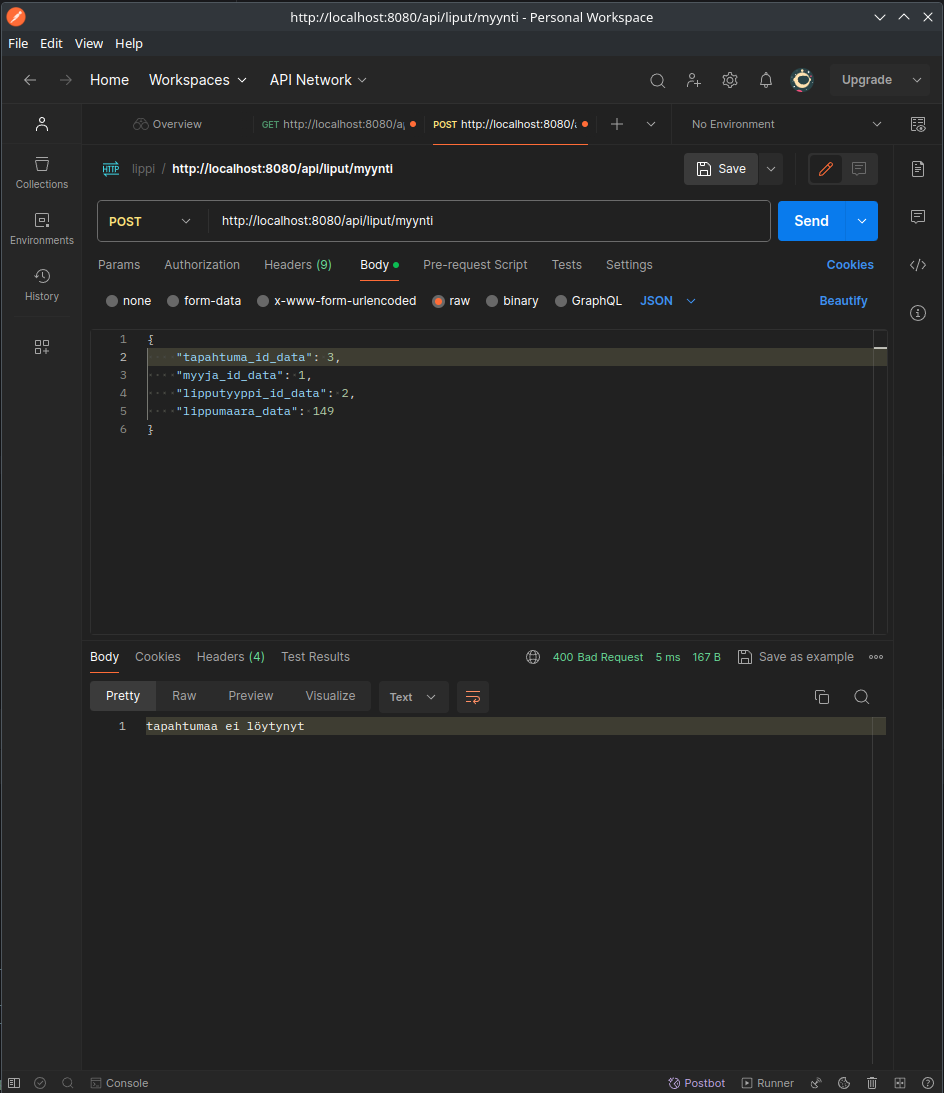 http://localhost:8080/api/liput/myynti - Personal Workspace
File Edit View Help
Home Workspaces API Network Upgrade
Overview GET http://localhost:8080/a POST http://localhost:8080/ No Environment
HTTP lippi / http://localhost:8080/api/liput/myynti Save
Collections
POST http://localhost:8080/api/liput/myynti Send
Environments
Params Authorization Headers (9) Body Pre-request Script Tests Settings Cookies
History
none form-data x-www-form-urlencoded raw binary GraphQL JSON Beautify
1 {
2 "tapahtuma_id_data": 3,
3 "myyja_id_data": 1,
4 "lipputyyppi_id_data": 2,
5 "lippumaara_data": 149
6 }
Body Cookies Headers (4) Test Results 400 Bad Request 5 ms 167 B Save as example
Pretty Raw Preview Visualize Text
1 tapahtumaa ei löytynyt
Console Postbot Runner